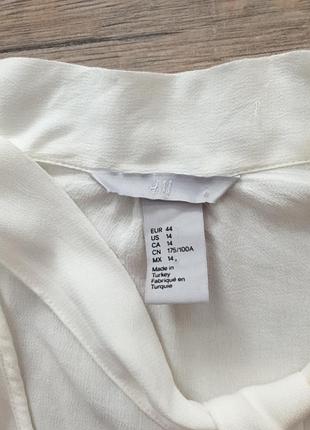 EUR 44
US 14
CA 14
CN 175/100A
MX 14
Made in
Turkey
Fabriqué en
Turquie